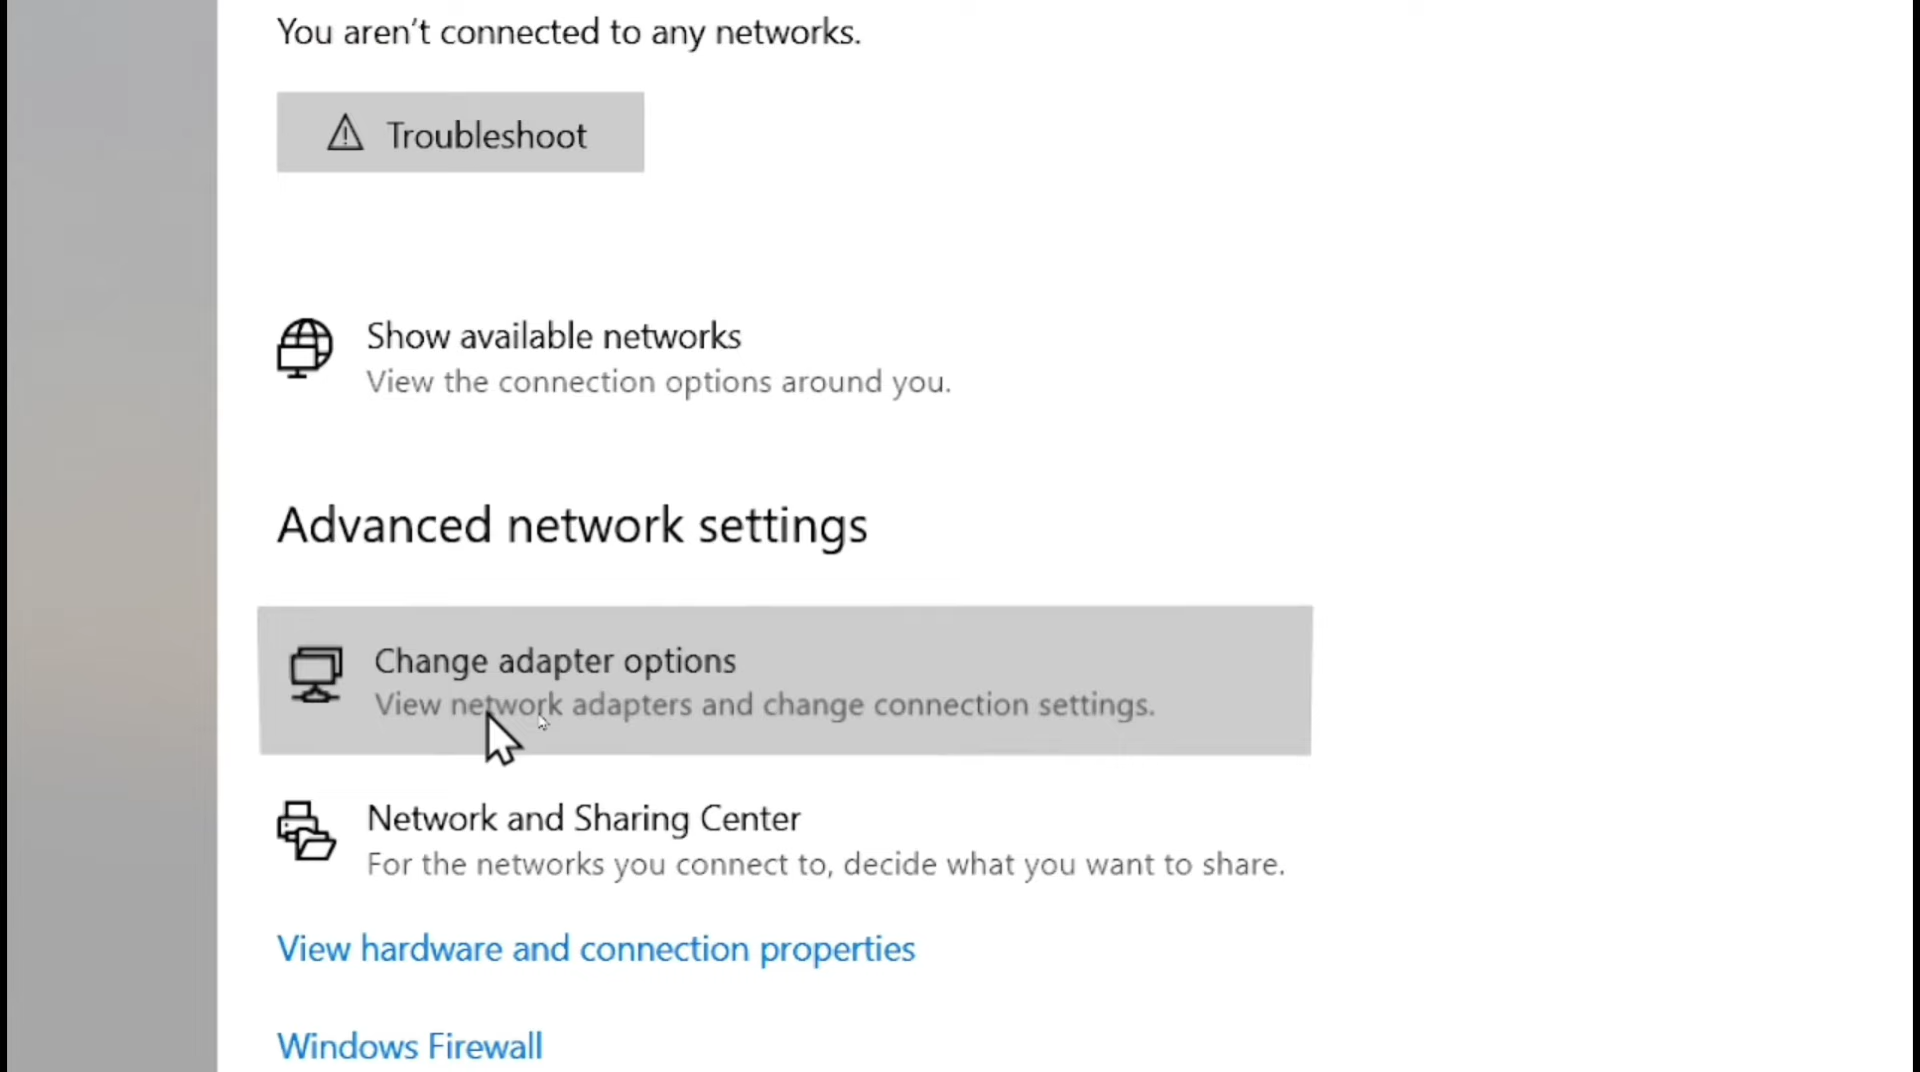 You aren't connected to any networks.
Troubleshoot
Show available networks
View the connection options around you.
Advanced network settings
Change adapter options
View network adapters and change connection settings.
Network and Sharing Center
For the networks you connect to, decide what you want to share.
View hardware and connection properties
Windows Firewall